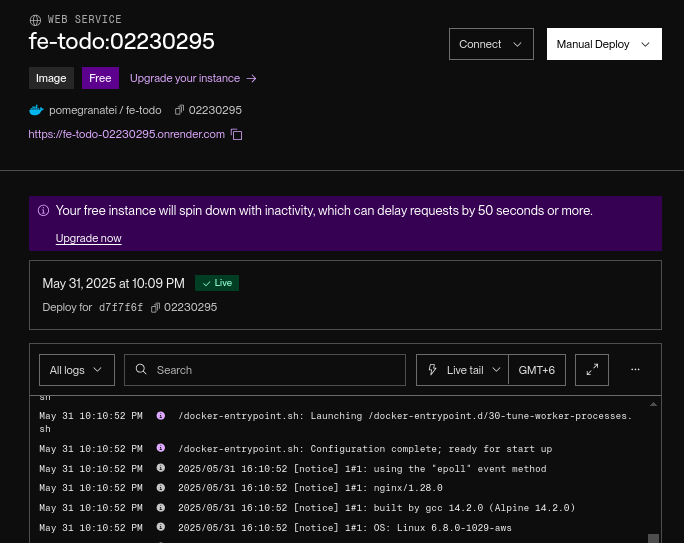 WEB SERVICE
fe-todo:02230295
Connect
Manual Deploy
Image
Free
Upgrade your instance →
pomegranatei / fe-todo 02230295
https://fe-todo-02230295.onrender.com
Your free instance will spin down with inactivity, which can delay requests by 50 seconds or more.
Upgrade now
May 31, 2025 at 10:09 PM ✓ Live
Deploy for d7f7f6f 02230295
All logs
Search
Live tail
GMT+6
...
sh
May 31 10:10:52 PM /docker-entrypoint.sh: Launching /docker-entrypoint.d/30-tune-worker-processes.
sh
May 31 10:10:52 PM /docker-entrypoint.sh: Configuration complete; ready for start up
May 31 10:10:52 PM 2025/05/31 16:10:52 [notice] 1#1: using the "epoll" event method
May 31 10:10:52 PM 2025/05/31 16:10:52 [notice] 1#1: nginx/1.28.0
May 31 10:10:52 PM 2025/05/31 16:10:52 [notice] 1#1: built by gcc 14.2.0 (Alpine 14.2.0)
May 31 10:10:52 PM 2025/05/31 16:10:52 [notice] 1#1: OS: Linux 6.8.0-1029-aws